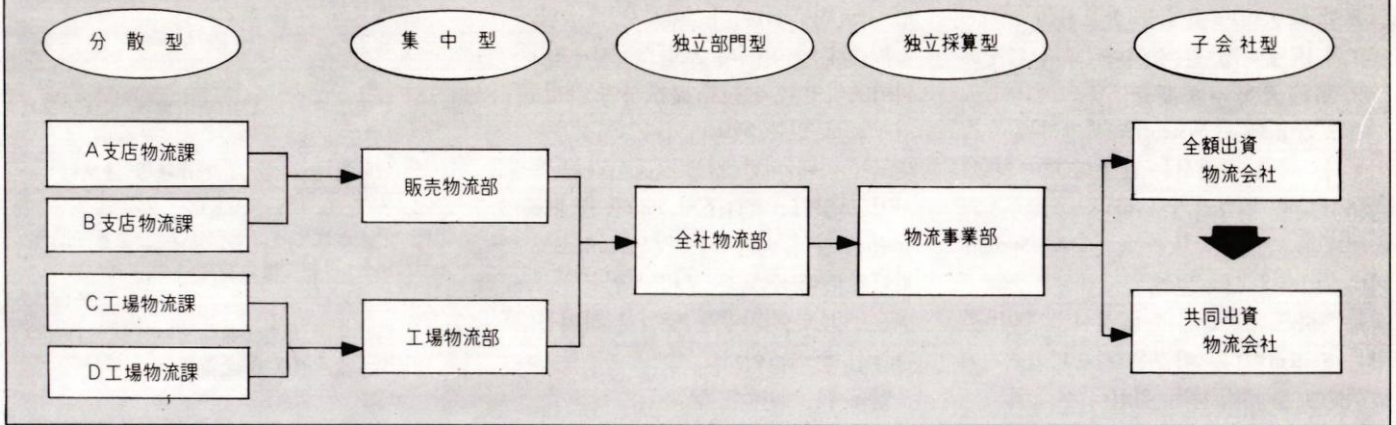 分散型
集中型
独立部門型
独立採算型
子会社型
A支店物流課
B支店物流課
C工場物流課
D工場物流課
販売物流部
工場物流部
全社物流部
物流事業部
全額出資
物流会社
共同出資
物流会社